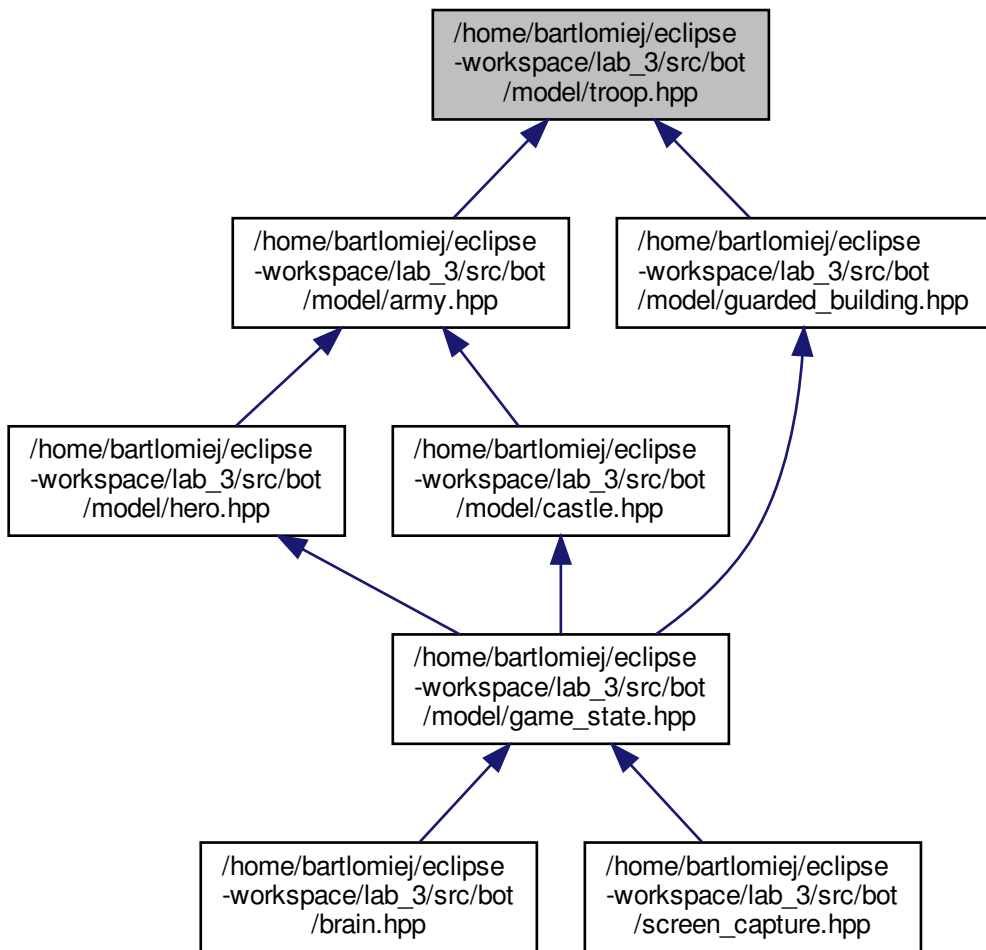 /home/bartlomiej/eclipse
-workspace/lab_3/src/bot
/model/troop.hpp
/home/bartlomiej/eclipse
-workspace/lab_3/src/bot
/model/army.hpp
/home/bartlomiej/eclipse
-workspace/lab_3/src/bot
/model/guarded_building.hpp
/home/bartlomiej/eclipse
-workspace/lab_3/src/bot
/model/hero.hpp
/home/bartlomiej/eclipse
-workspace/lab_3/src/bot
/model/castle.hpp
/home/bartlomiej/eclipse
-workspace/lab_3/src/bot
/model/game_state.hpp
/home/bartlomiej/eclipse
-workspace/lab_3/src/bot
/brain.hpp
/home/bartlomiej/eclipse
-workspace/lab_3/src/bot
/screen_capture.hpp